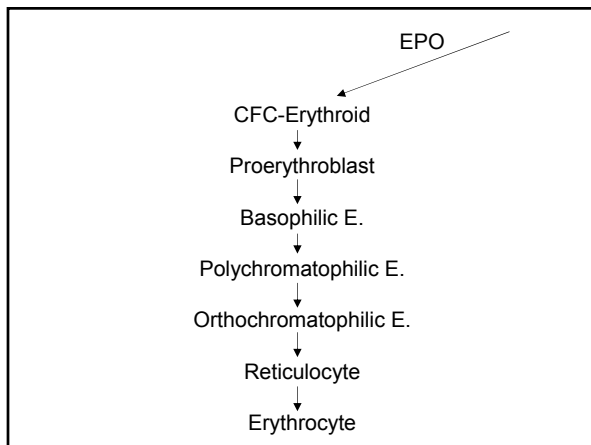 EPO
CFC-Erythroid
Proerythroblast
Basophilic E.
Polychromatophilic E.
Orthochromatophilic E.
Reticulocyte
Erythrocyte